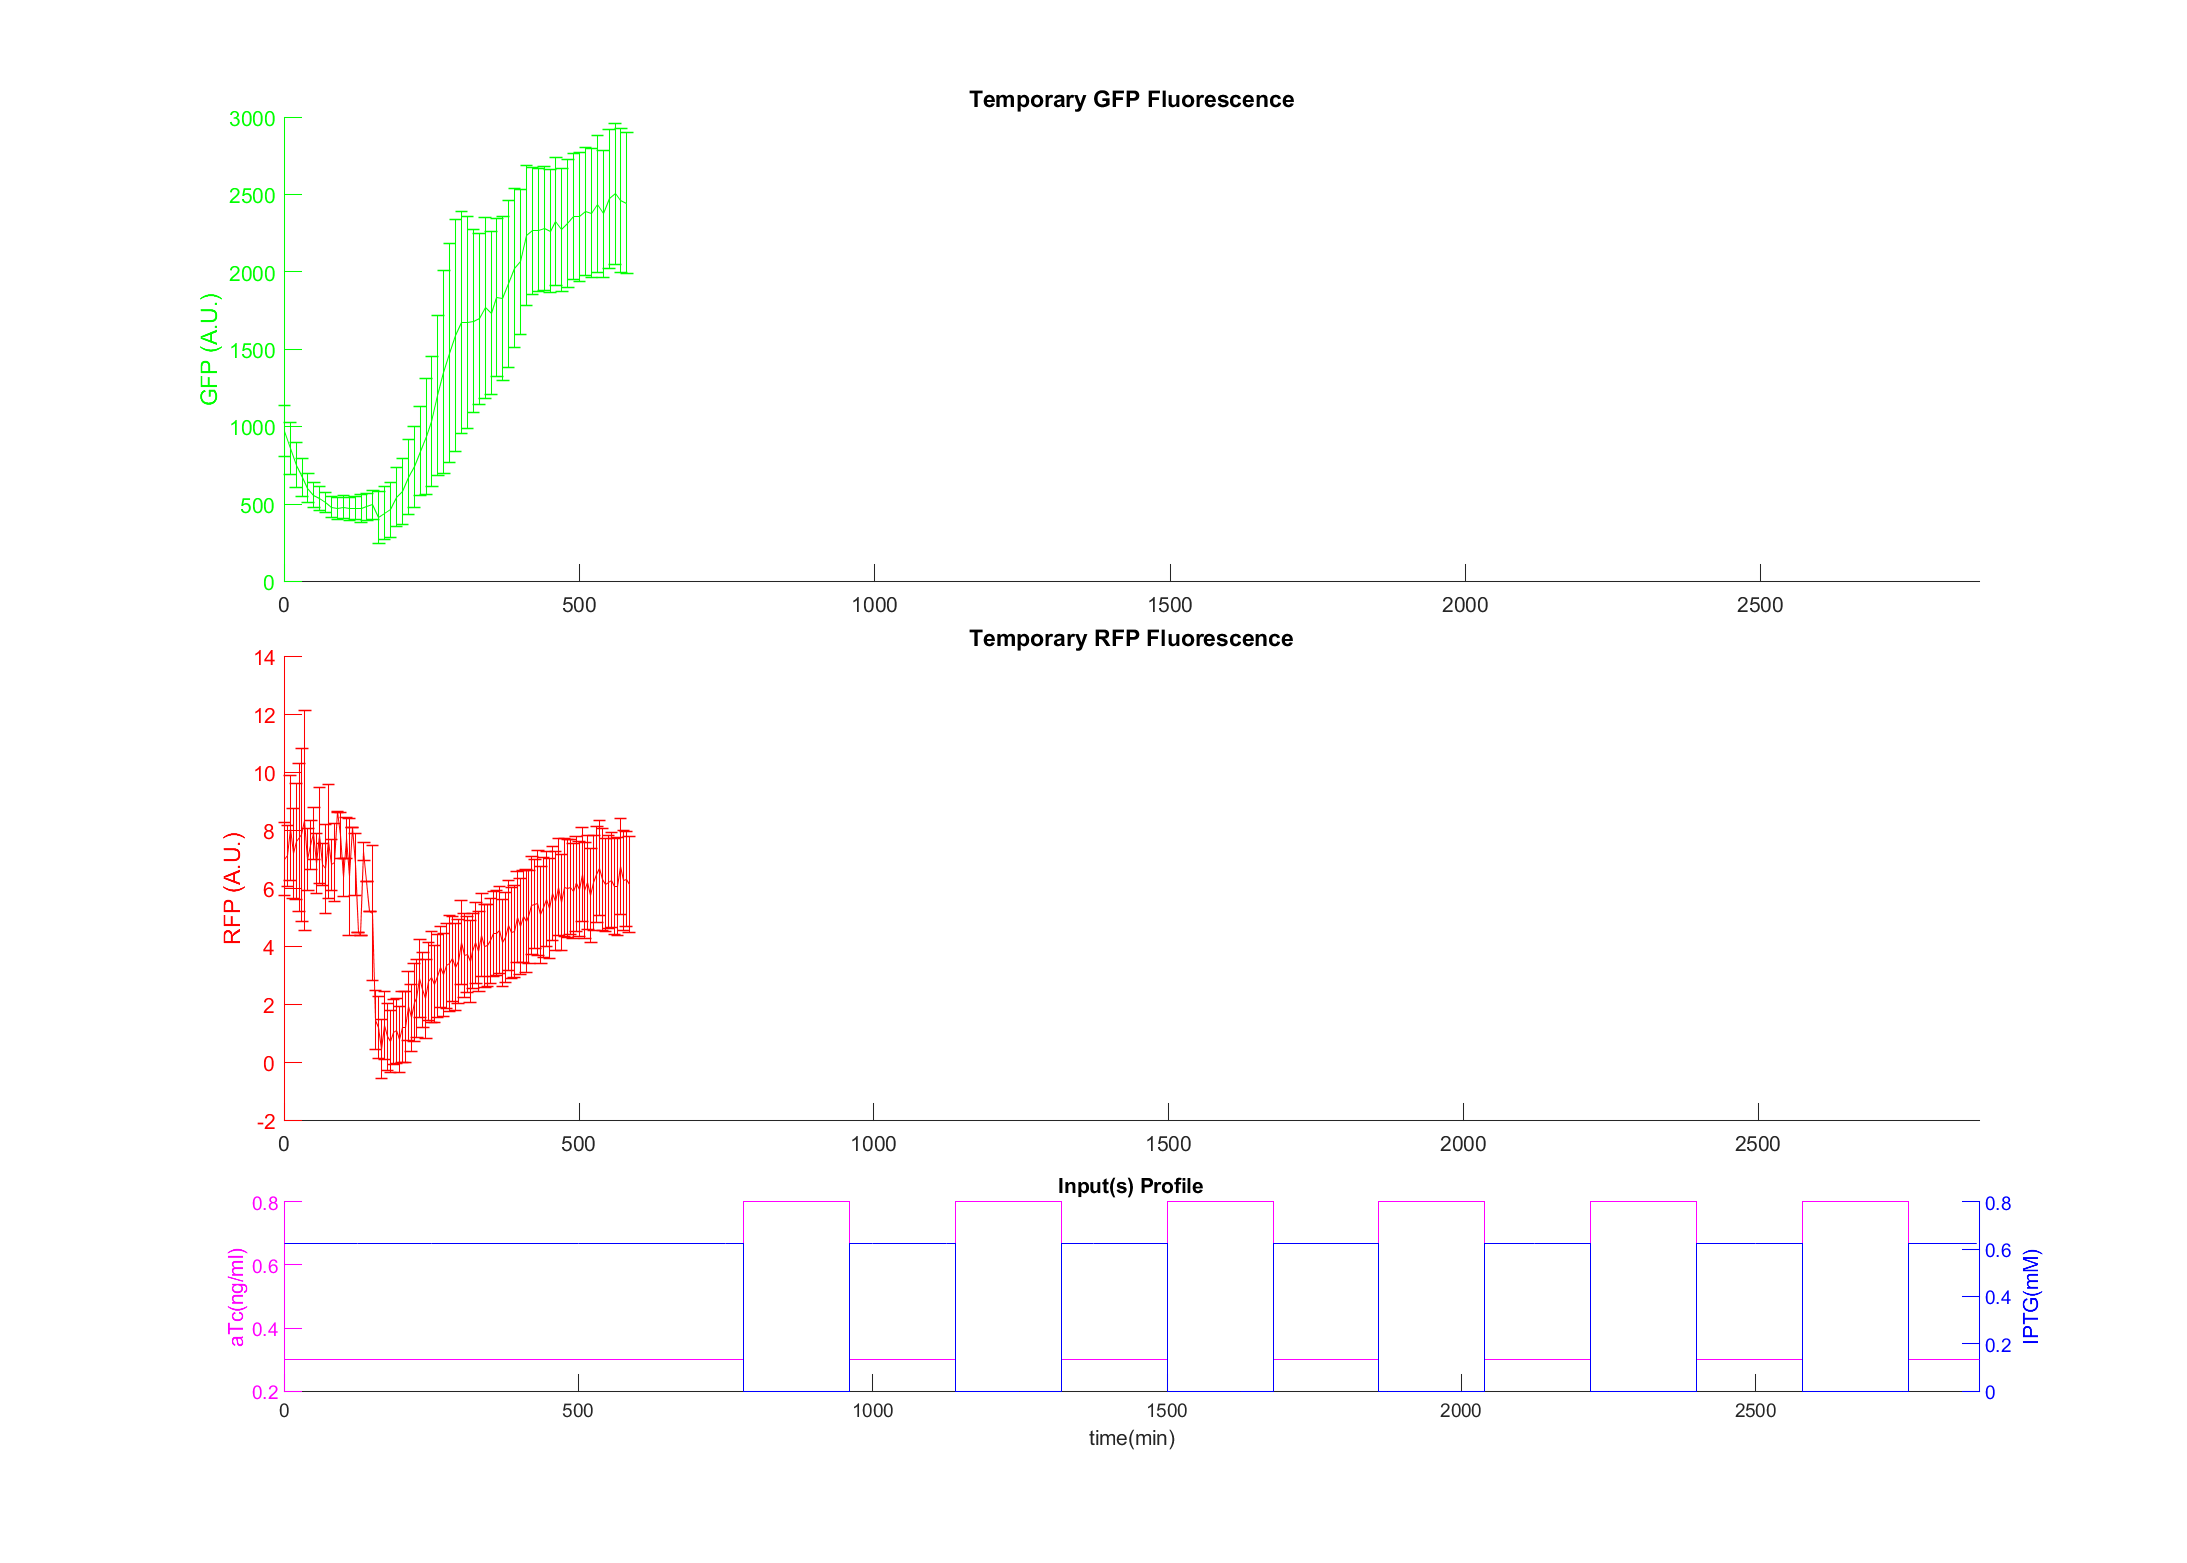 Temporary GFP Fluorescence
GFP (A.U.)
3000
2500
2000
1500
1000
500
0
0 500 1000 1500 2000 2500
Temporary RFP Fluorescence
RFP (A.U.)
14
12
10
8
6
4
2
0
-2
0 500 1000 1500 2000 2500
Input(s) Profile
aTc(ng/ml)
0.8
0.6
0.4
0.2
0.8
0.6
0.4
0.2
0
IPTG(mM)
0 500 1000 1500 2000 2500
time(min)